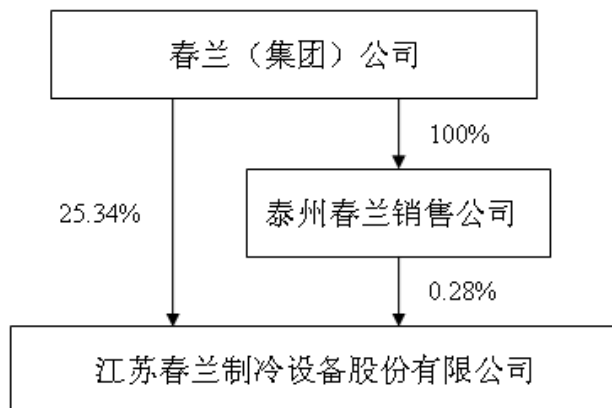 春兰（集团）公司
100%
泰州春兰销售公司
25.34%
0.28%
江苏春兰制冷设备股份有限公司